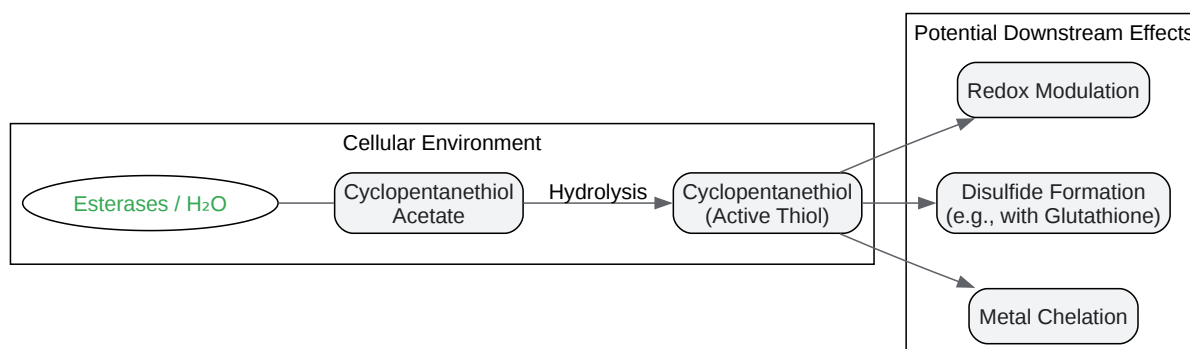 Potential Downstream Effects
Redox Modulation
Cellular Environment
Esterases / H₂O
Cyclopentanethiol
Acetate
Hydrolysis
Cyclopentanethiol
(Active Thiol)
Disulfide Formation
(e.g., with Glutathione)
Metal Chelation